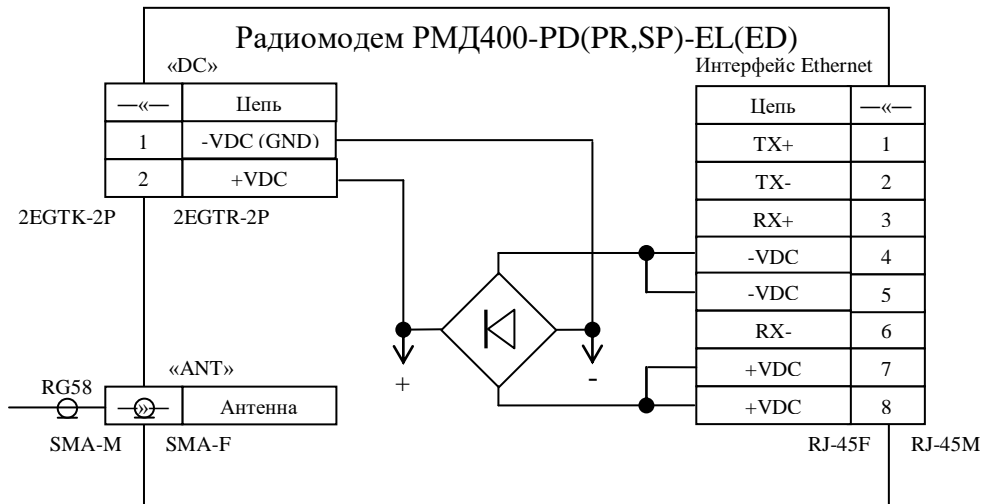 Радиомодем РМД400-PD(PR,SP)-EL(ED)
«DC»
—«— Цепь
1 -VDC (GND)
2 +VDC
2EGTK-2P 2EGTR-2P
Интерфейс Ethernet
Цепь —«—
TX+ 1
TX- 2
RX+ 3
-VDC 4
-VDC 5
RX- 6
+VDC 7
+VDC 8
RJ-45F RJ-45M
+ -
«ANT»
RG58
—»— Антенна
SMA-M SMA-F